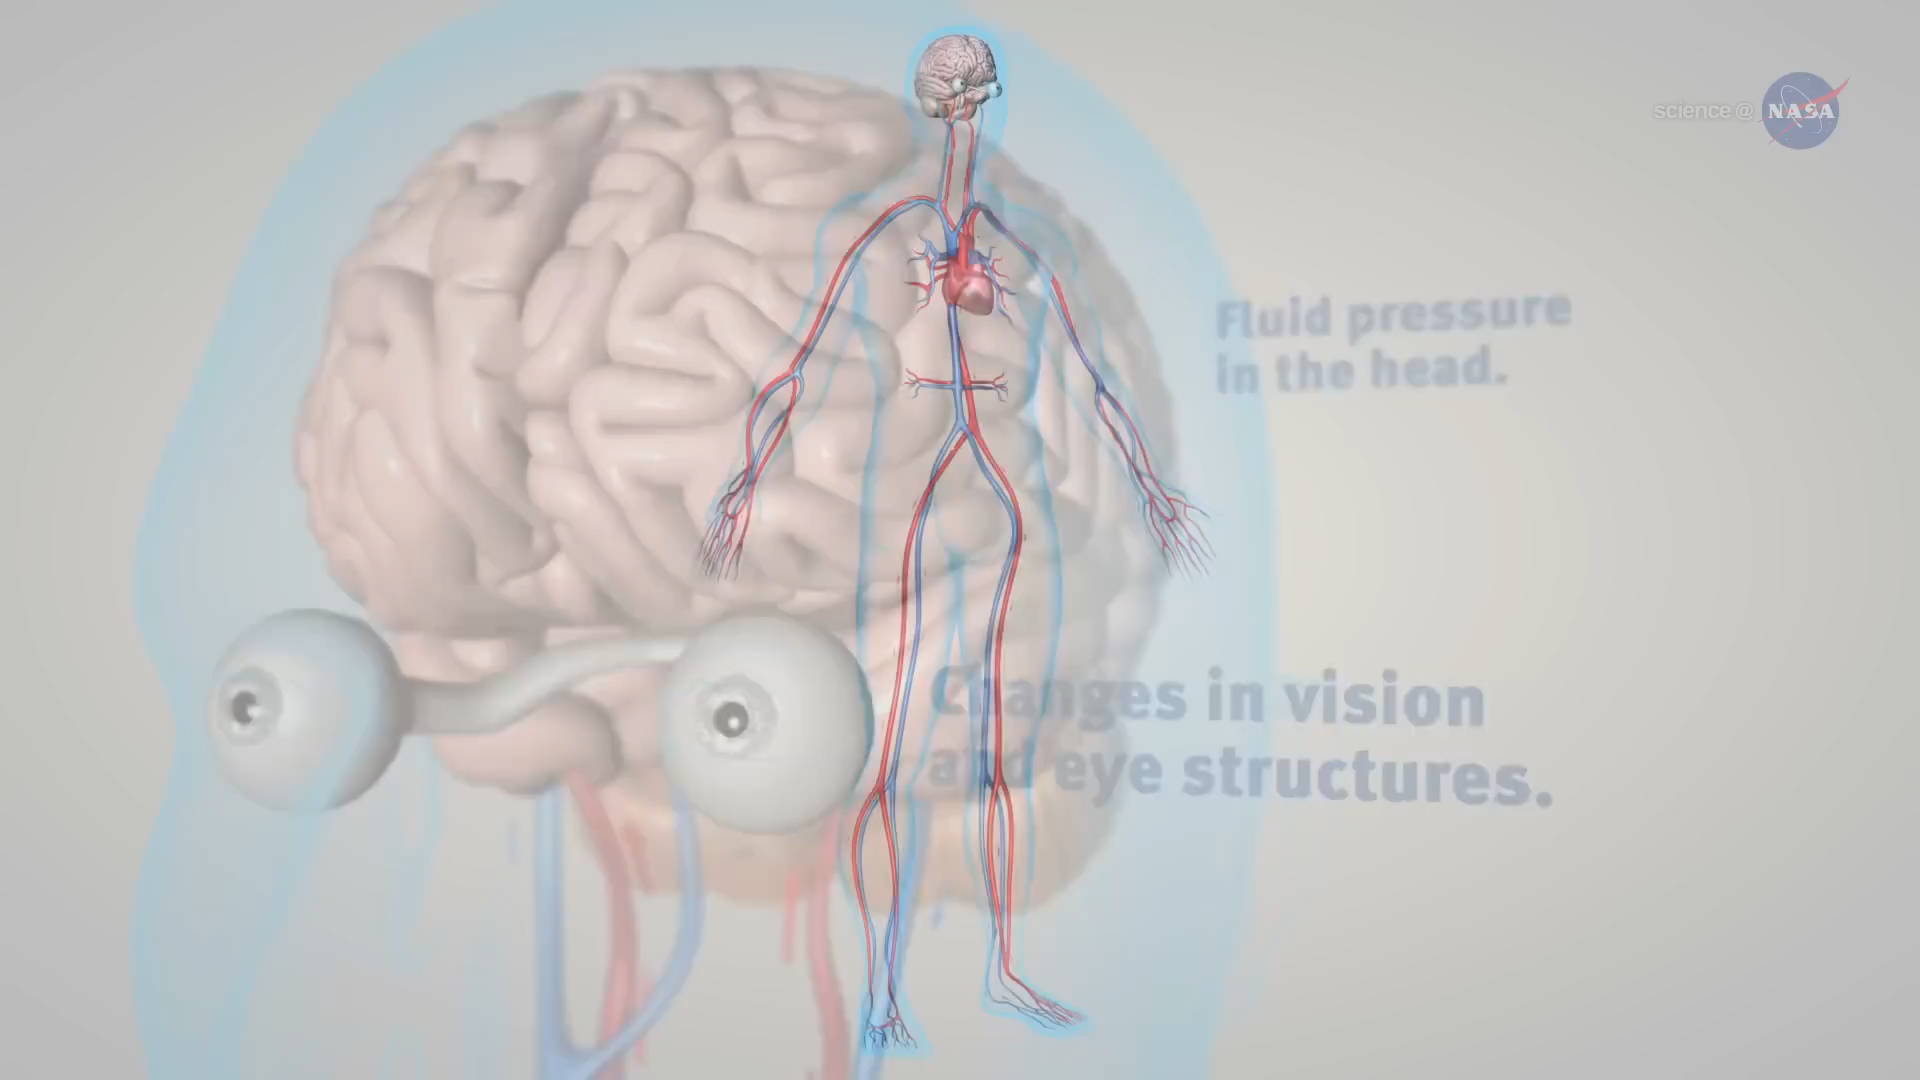 science @ NASA
Fluid pressure
in the head.
Changes in vision
and eye structures.